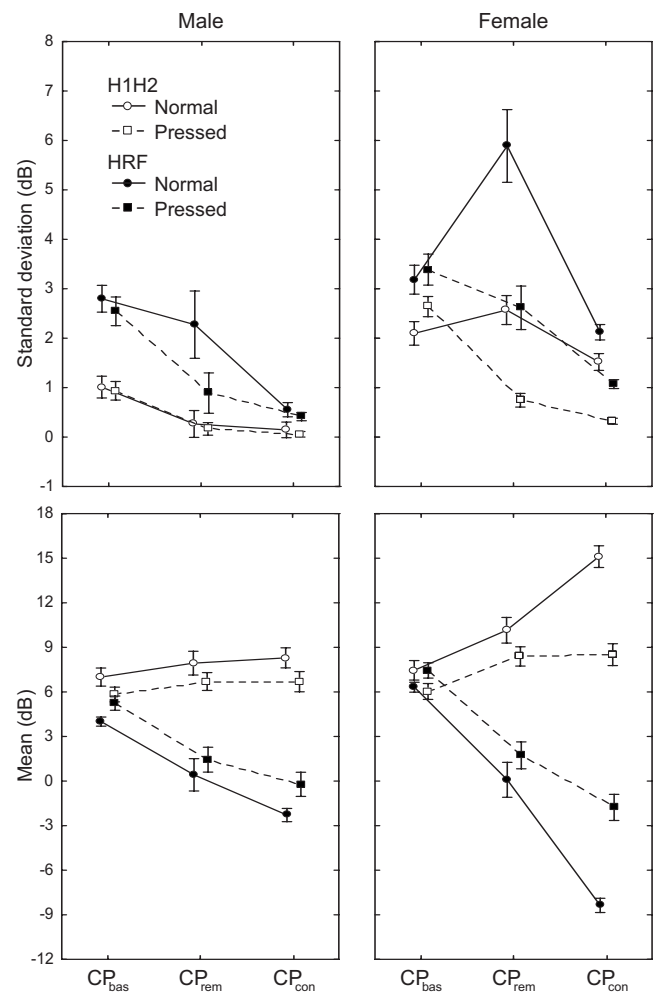 Male Female
8
7
6
5
4
3
2
1
0
-1
Standard deviation (dB)
H1H2
Normal
Pressed
HRF
Normal
Pressed
18
15
12
9
6
3
0
-3
-6
-9
-12
Mean (dB)
CPbas CPrem CPcon CPbas CPrem CPcon